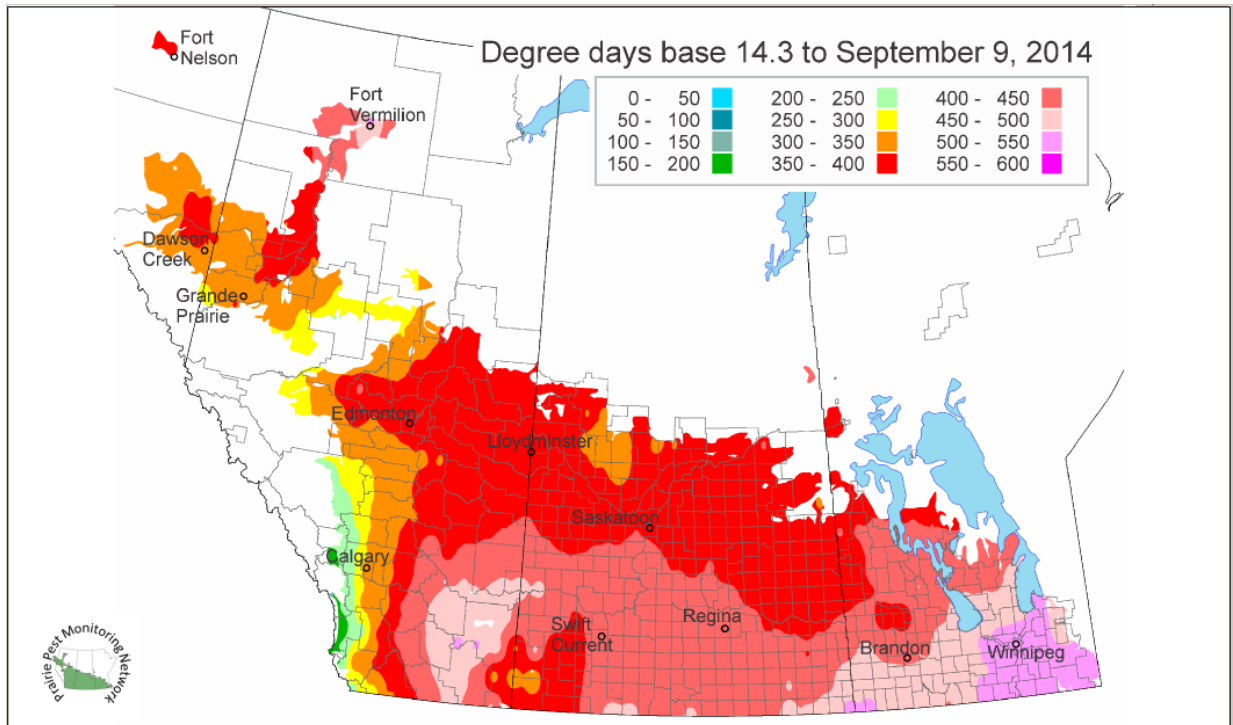 Degree days base 14.3 to September 9, 2014
0 - 50 200 - 250 400 - 450
50 - 100 250 - 300 450 - 500
100 - 150 300 - 350 500 - 550
150 - 200 350 - 400 550 - 600
Fort
Nelson
Fort
Vermilion
Dawson
Creek
Grande
Prairie
Edmonton
Lloydminster
Saskatoon
Calgary
Swift
Current
Regina
Brandon
Winnipeg
Prairie Pest Monitoring Network